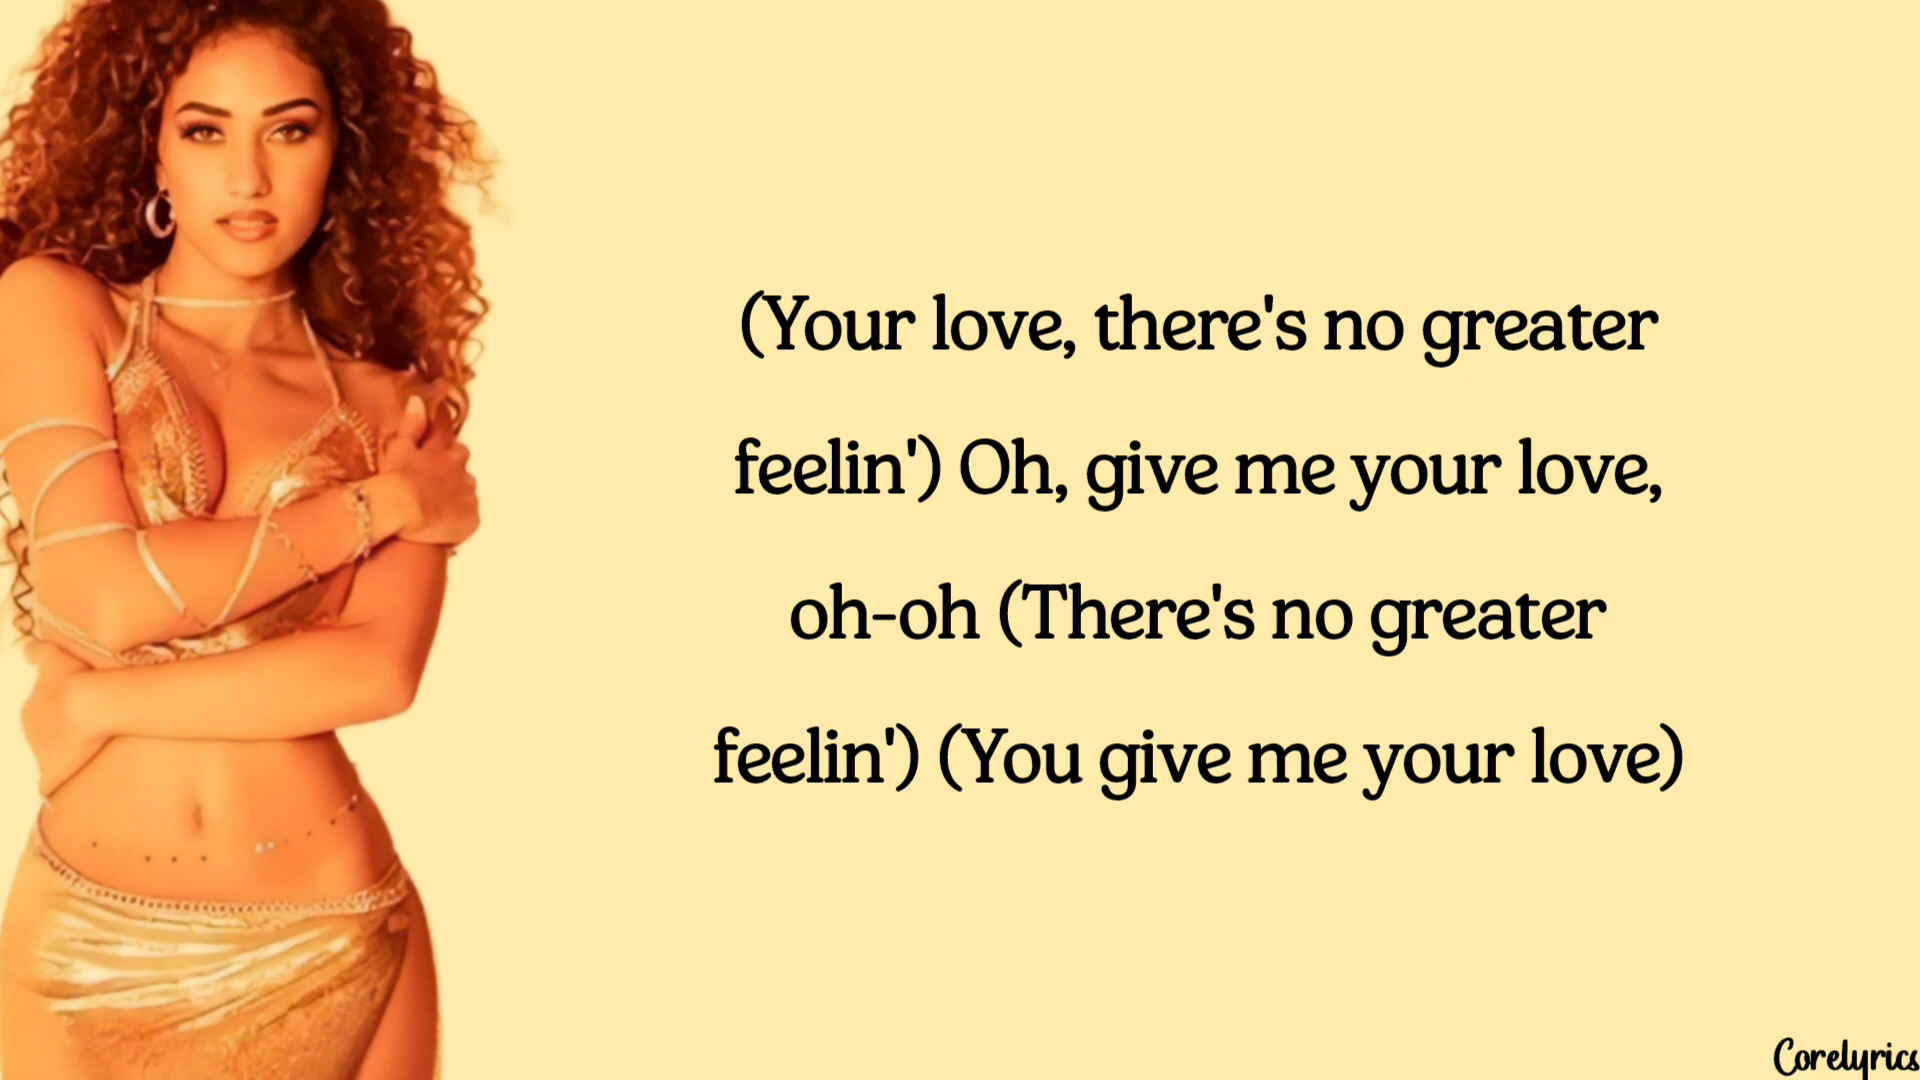 (Your love, there's no greater
feelin') Oh, give me your love,
oh-oh (There's no greater
feelin') (You give me your love)
Corelyrics